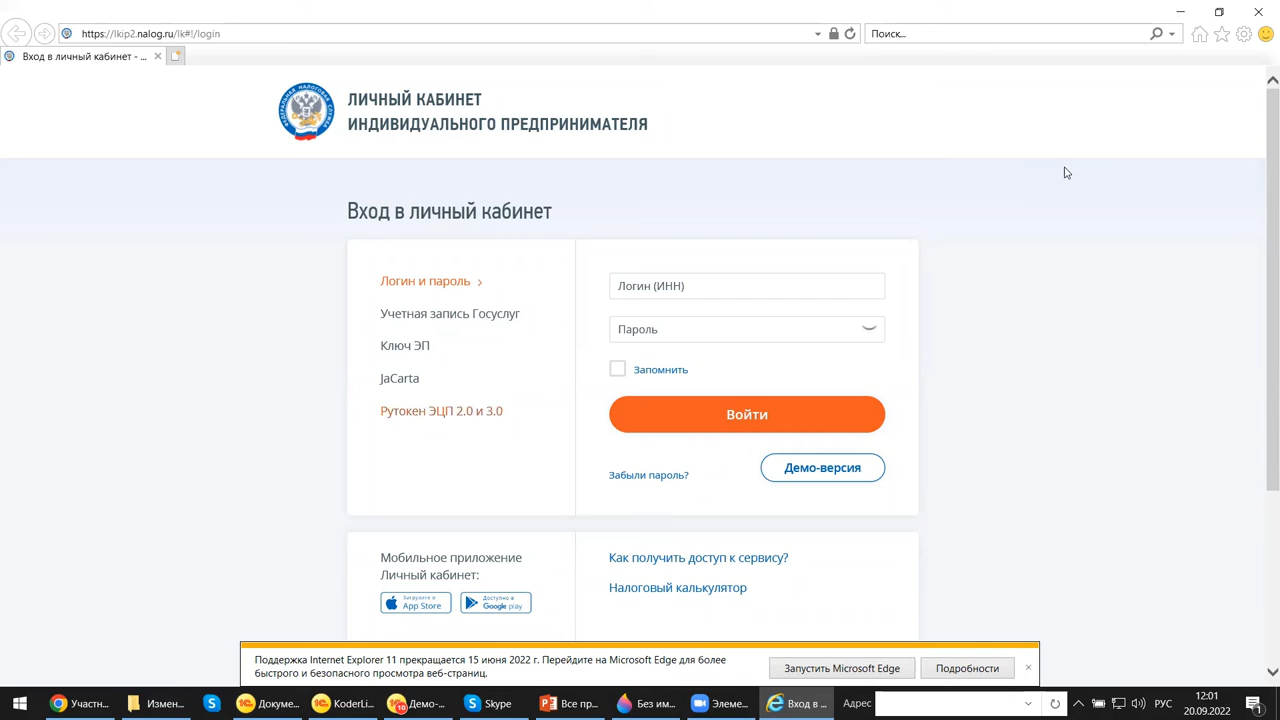 https://lkip2.nalog.ru/lk#!/login
Поиск...
Вход в личный кабинет - ...
ЛИЧНЫЙ КАБИНЕТ
ИНДИВИДУАЛЬНОГО ПРЕДПРИНИМАТЕЛЯ
Вход в личный кабинет
Логин и пароль
Учетная запись Госуслуг
Ключ ЭП
JaCarta
Рутокен ЭЦП 2.0 и 3.0
Логин (ИНН)
Пароль
Запомнить
Войти
Забыли пароль?
Демо-версия
Мобильное приложение
Личный кабинет:
Загрузите в
App Store
Доступно в
Google play
Как получить доступ к сервису?
Налоговый калькулятор
Поддержка Internet Explorer 11 прекращается 15 июня 2022 г. Перейдите на Microsoft Edge для более
быстрого и безопасного просмотра веб-страниц.
Запустить Microsoft Edge
Подробности
Участн...
Измен...
Докуме...
KoderLi...
Демо-...
Skype
Все пр...
Без им...
Элеме...
Вход в ...
Адрес
РУС
12:01
20.09.2022